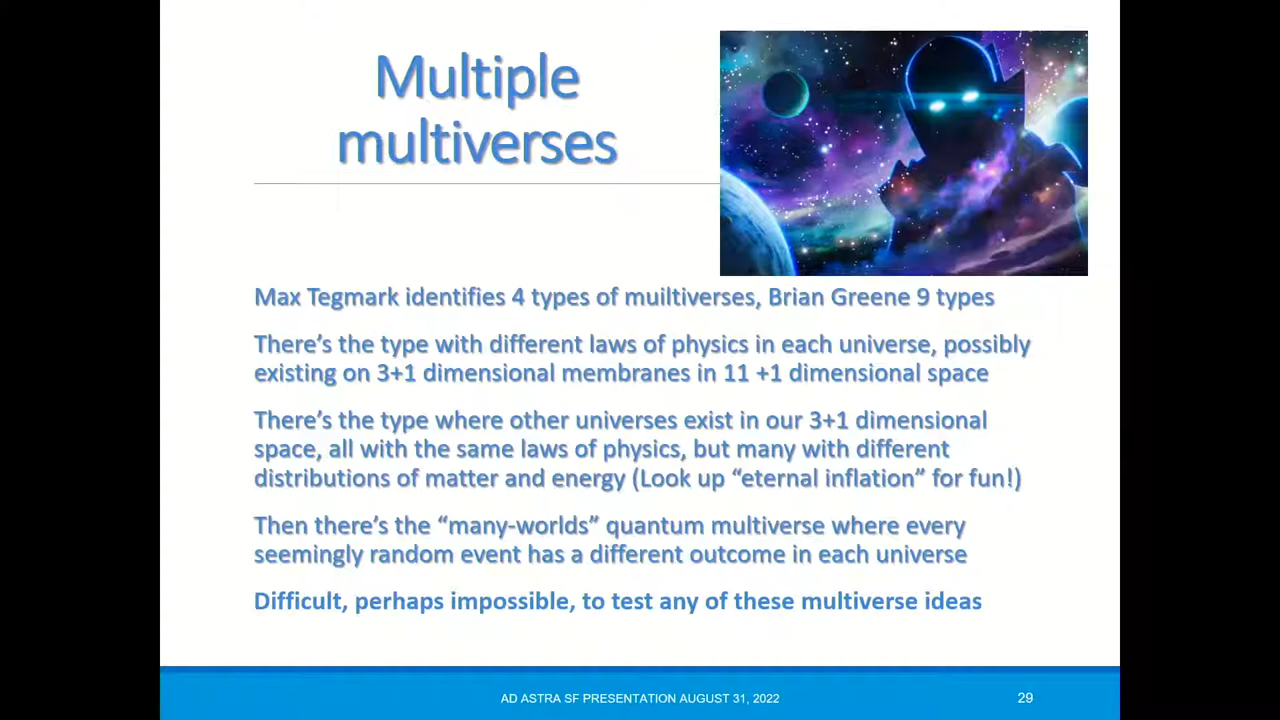 Multiple
multiverses
Max Tegmark identifies 4 types of muiltiverses, Brian Greene 9 types
There’s the type with different laws of physics in each universe, possibly
existing on 3+1 dimensional membranes in 11 +1 dimensional space
There’s the type where other universes exist in our 3+1 dimensional
space, all with the same laws of physics, but many with different
distributions of matter and energy (Look up “eternal inflation” for fun!)
Then there’s the “many-worlds” quantum multiverse where every
seemingly random event has a different outcome in each universe
Difficult, perhaps impossible, to test any of these multiverse ideas
AD ASTRA SF PRESENTATION AUGUST 31, 2022
29